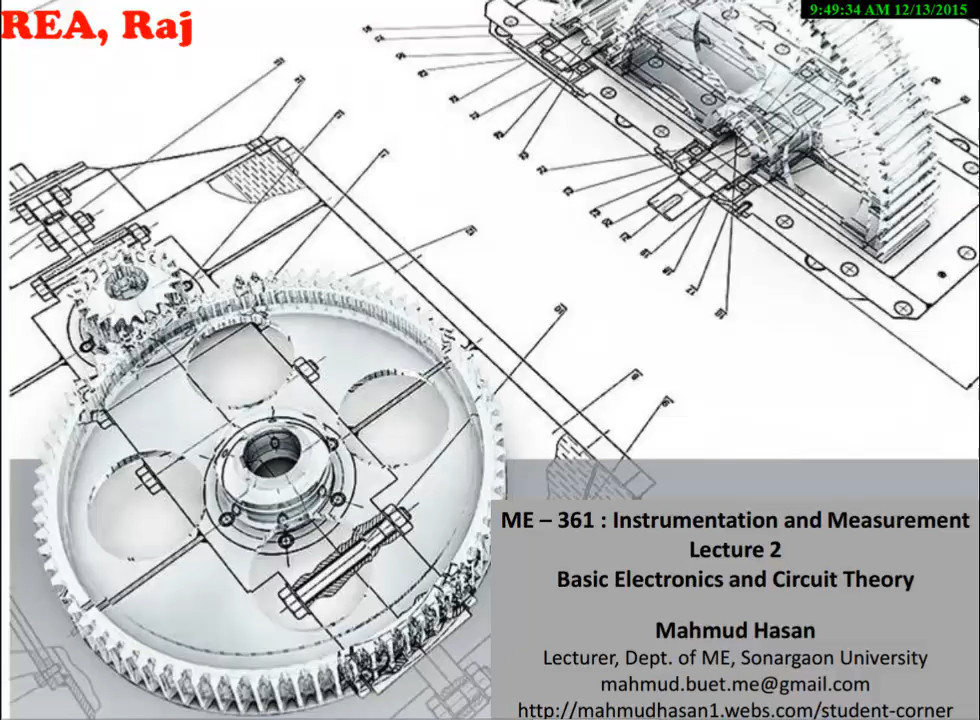 REA, Raj
9:49:34 AM 12/13/2015
ME – 361 : Instrumentation and Measurement
Lecture 2
Basic Electronics and Circuit Theory
Mahmud Hasan
Lecturer, Dept. of ME, Sonargaon University
mahmud.buet.me@gmail.com
http://mahmudhasan1.webs.com/student-corner